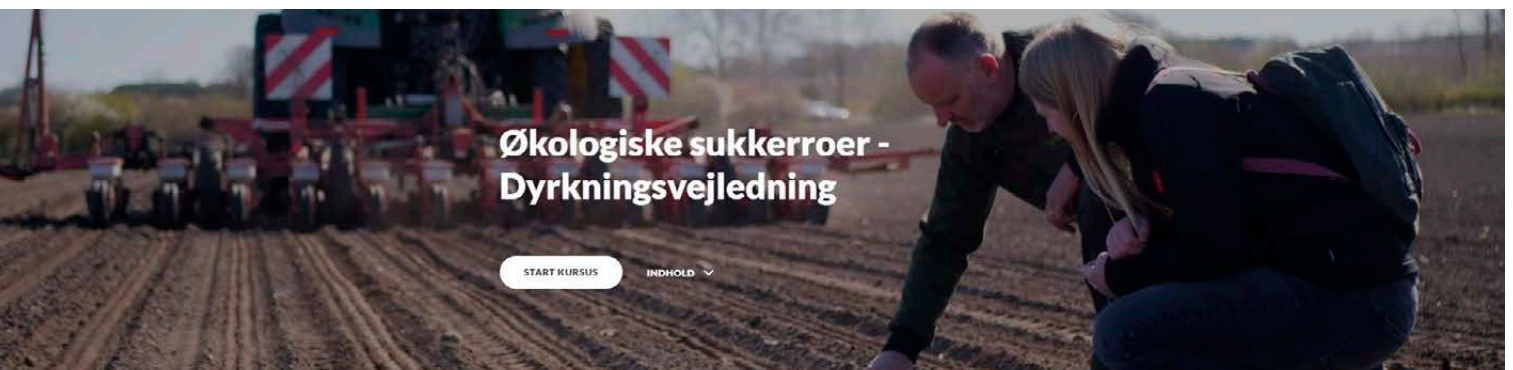 Økologiske sukkerroer -
Dyrkningsvejledning
START KURSUS
INDHOLD